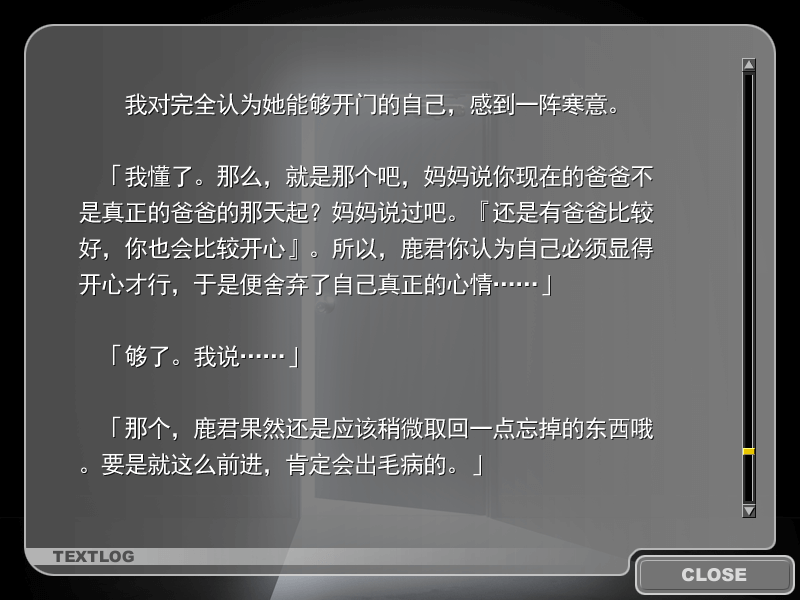 我对完全认为她能够开门的自己，感到一阵寒意。
「我懂了。那么，就是那个吧，妈妈说你现在的爸爸不
是真正的爸爸的那天起？妈妈说过吧。『还是有爸爸比较
好，你也会比较开心』。所以，鹿君你认为自己必须显得
开心才行，于是便舍弃了自己真正的心情……」
「够了。我说……」
「那个，鹿君果然还是应该稍微取回一点忘掉的东西哦
。要是就这么前进，肯定会出毛病的。」
TEXTLOG
CLOSE